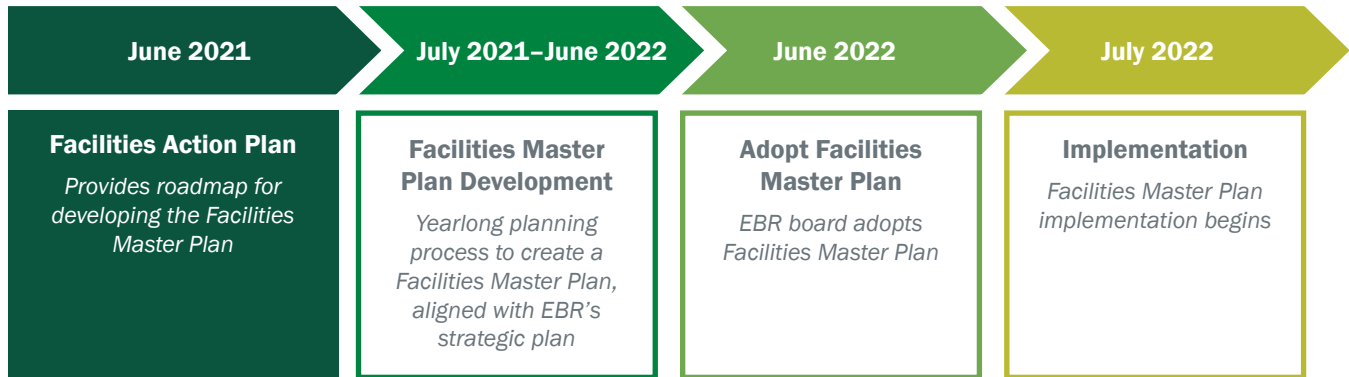 June 2021
July 2021–June 2022
June 2022
July 2022
Facilities Action Plan
Provides roadmap for
developing the Facilities
Master Plan
Facilities Master
Plan Development
Yearlong planning
process to create a
Facilities Master Plan,
aligned with EBR’s
strategic plan
Adopt Facilities
Master Plan
EBR board adopts
Facilities Master Plan
Implementation
Facilities Master Plan
implementation begins